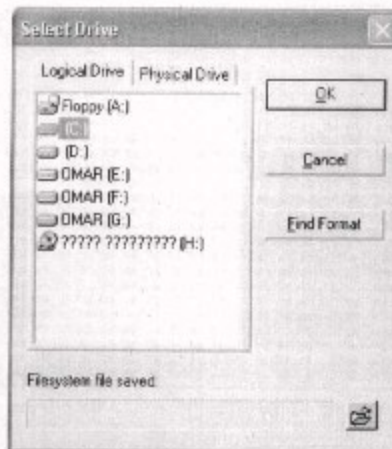 Select Drive
Logical Drive
Physical Drive
Floppy (A:)
(C:)
(D:)
OMAR (E:)
OMAR (F:)
OMAR (G:)
????? ????????? (H:)
OK
Cancel
Find Format
Filesystem file saved: